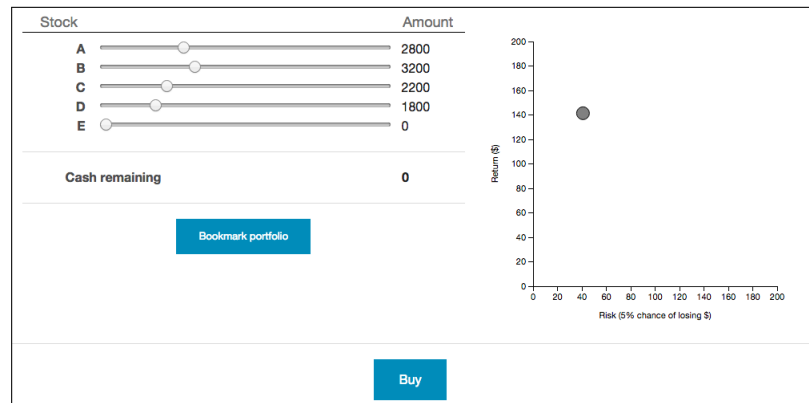 Stock Amount
A 2800
B 3200
C 2200
D 1800
E 0
Cash remaining 0
Bookmark portfolio
Return ($)
200
180
160
140
120
100
80
60
40
20
0
0 20 40 60 80 100 120 140 160 180 200
Risk (5% chance of losing $)
Buy